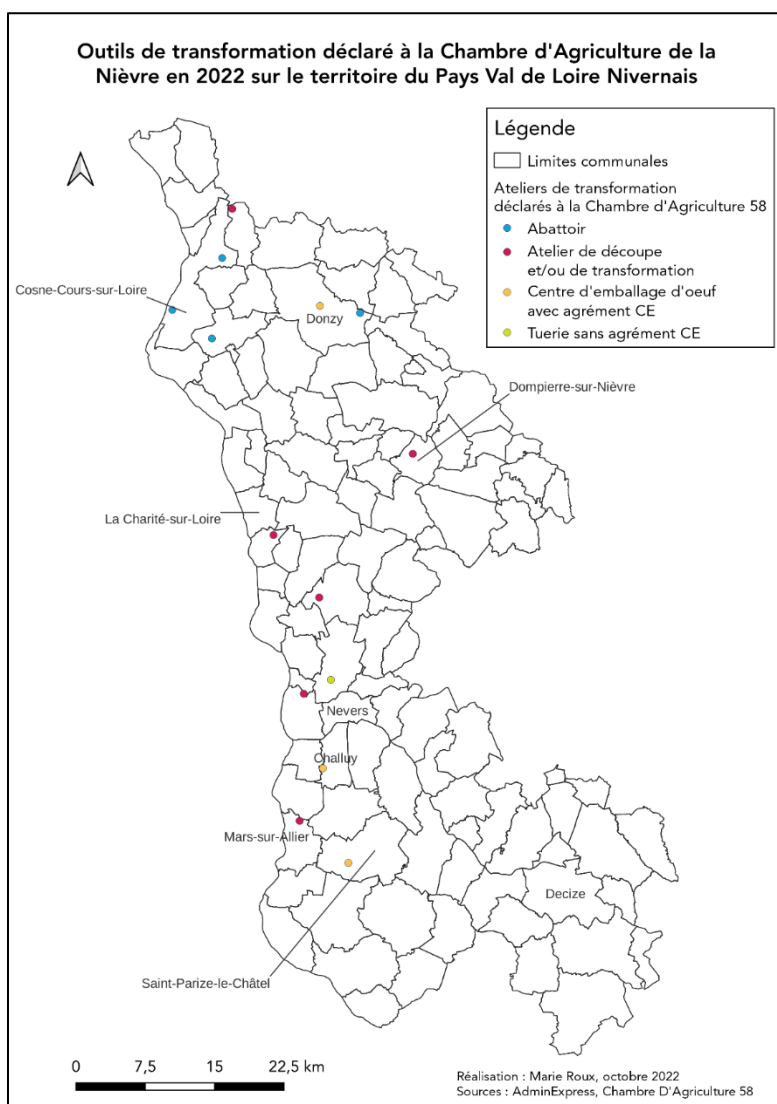 Outils de transformation déclaré à la Chambre d'Agriculture de la
Nièvre en 2022 sur le territoire du Pays Val de Loire Nivernais
Légende
Limites communales
Ateliers de transformation
déclarés à la Chambre d'Agriculture 58
Abattoir
Atelier de découpe
et/ou de transformation
Centre d'emballage d'oeuf
avec agrément CE
Tuerie sans agrément CE
Cosne-Cours-sur-Loire
Donzy
Dompierre-sur-Nièvre
La Charité-sur-Loire
Nevers
Challuy
Mars-sur-Allier
Decize
Saint-Parize-le-Châtel
0 7,5 15 22,5 km
Réalisation : Marie Roux, octobre 2022
Sources : AdminExpress, Chambre D'Agriculture 58